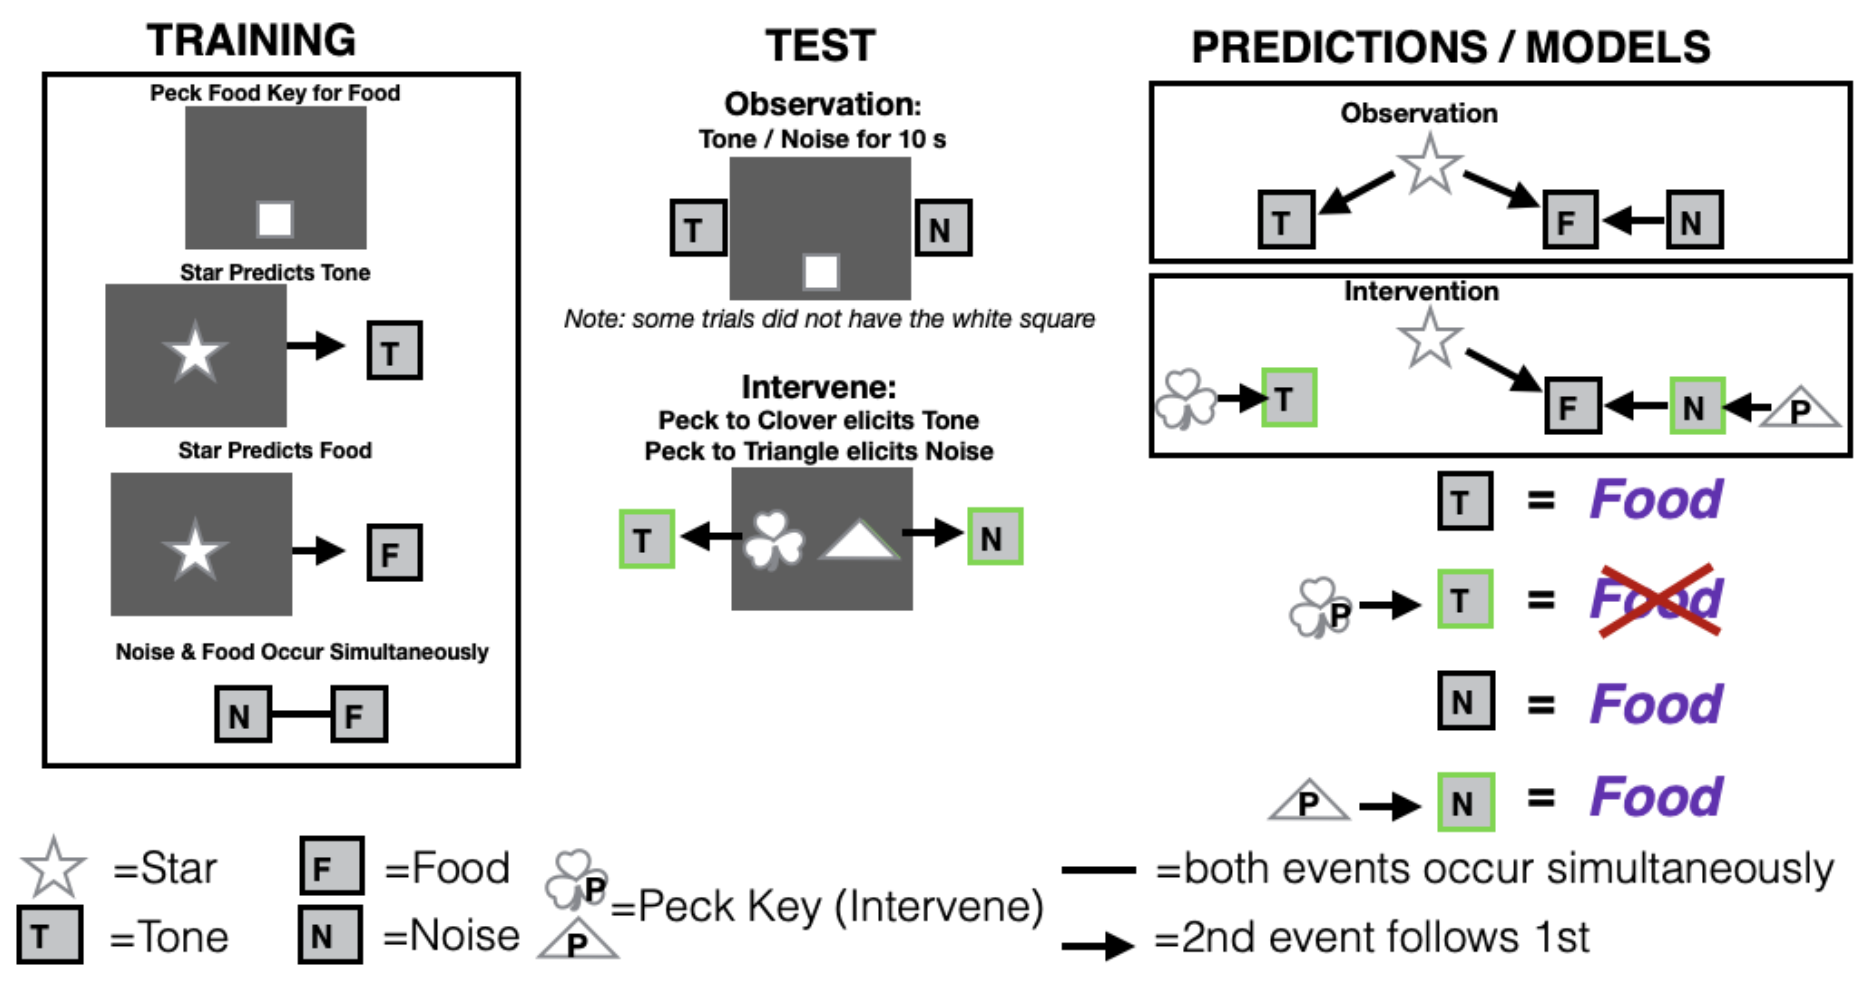 TRAINING
Peck Food Key for Food
Star Predicts Tone
T
Star Predicts Food
F
Noise & Food Occur Simultaneously
N F
TEST
Observation:
Tone / Noise for 10 s
T N
Note: some trials did not have the white square
Intervene:
Peck to Clover elicits Tone
Peck to Triangle elicits Noise
T N
PREDICTIONS / MODELS
Observation
T F N
Intervention
T F N P
T = Food
P T = Food
N = Food
P N = Food
=Star
T =Tone
F =Food
N =Noise
P
P
=Peck Key (Intervene)
=both events occur simultaneously
=2nd event follows 1st